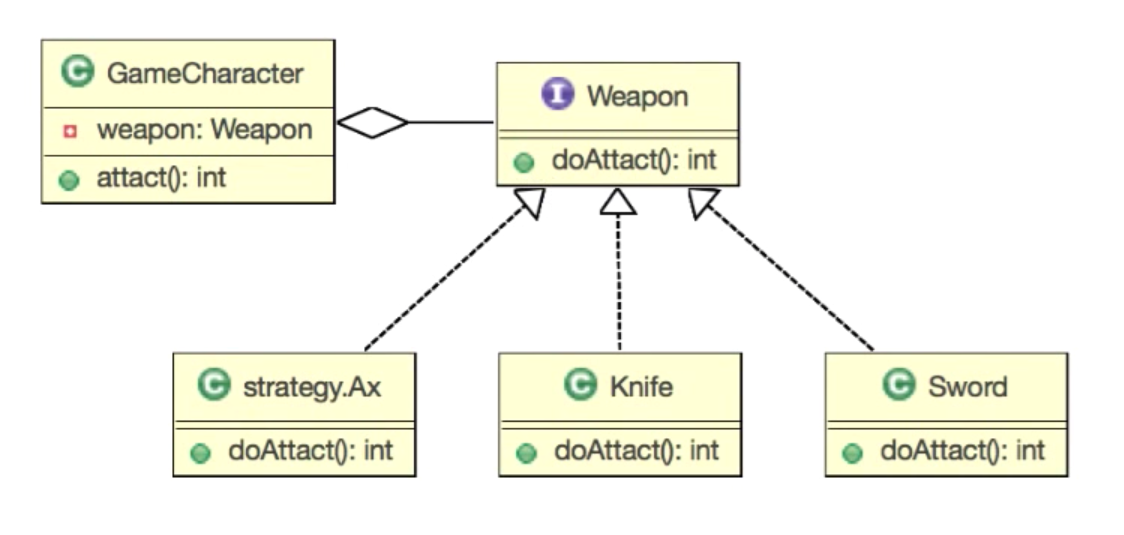 C GameCharacter
weapon: Weapon
attact(): int
I Weapon
doAttact(): int
C strategy.Ax
doAttact(): int
C Knife
doAttact(): int
C Sword
doAttact(): int